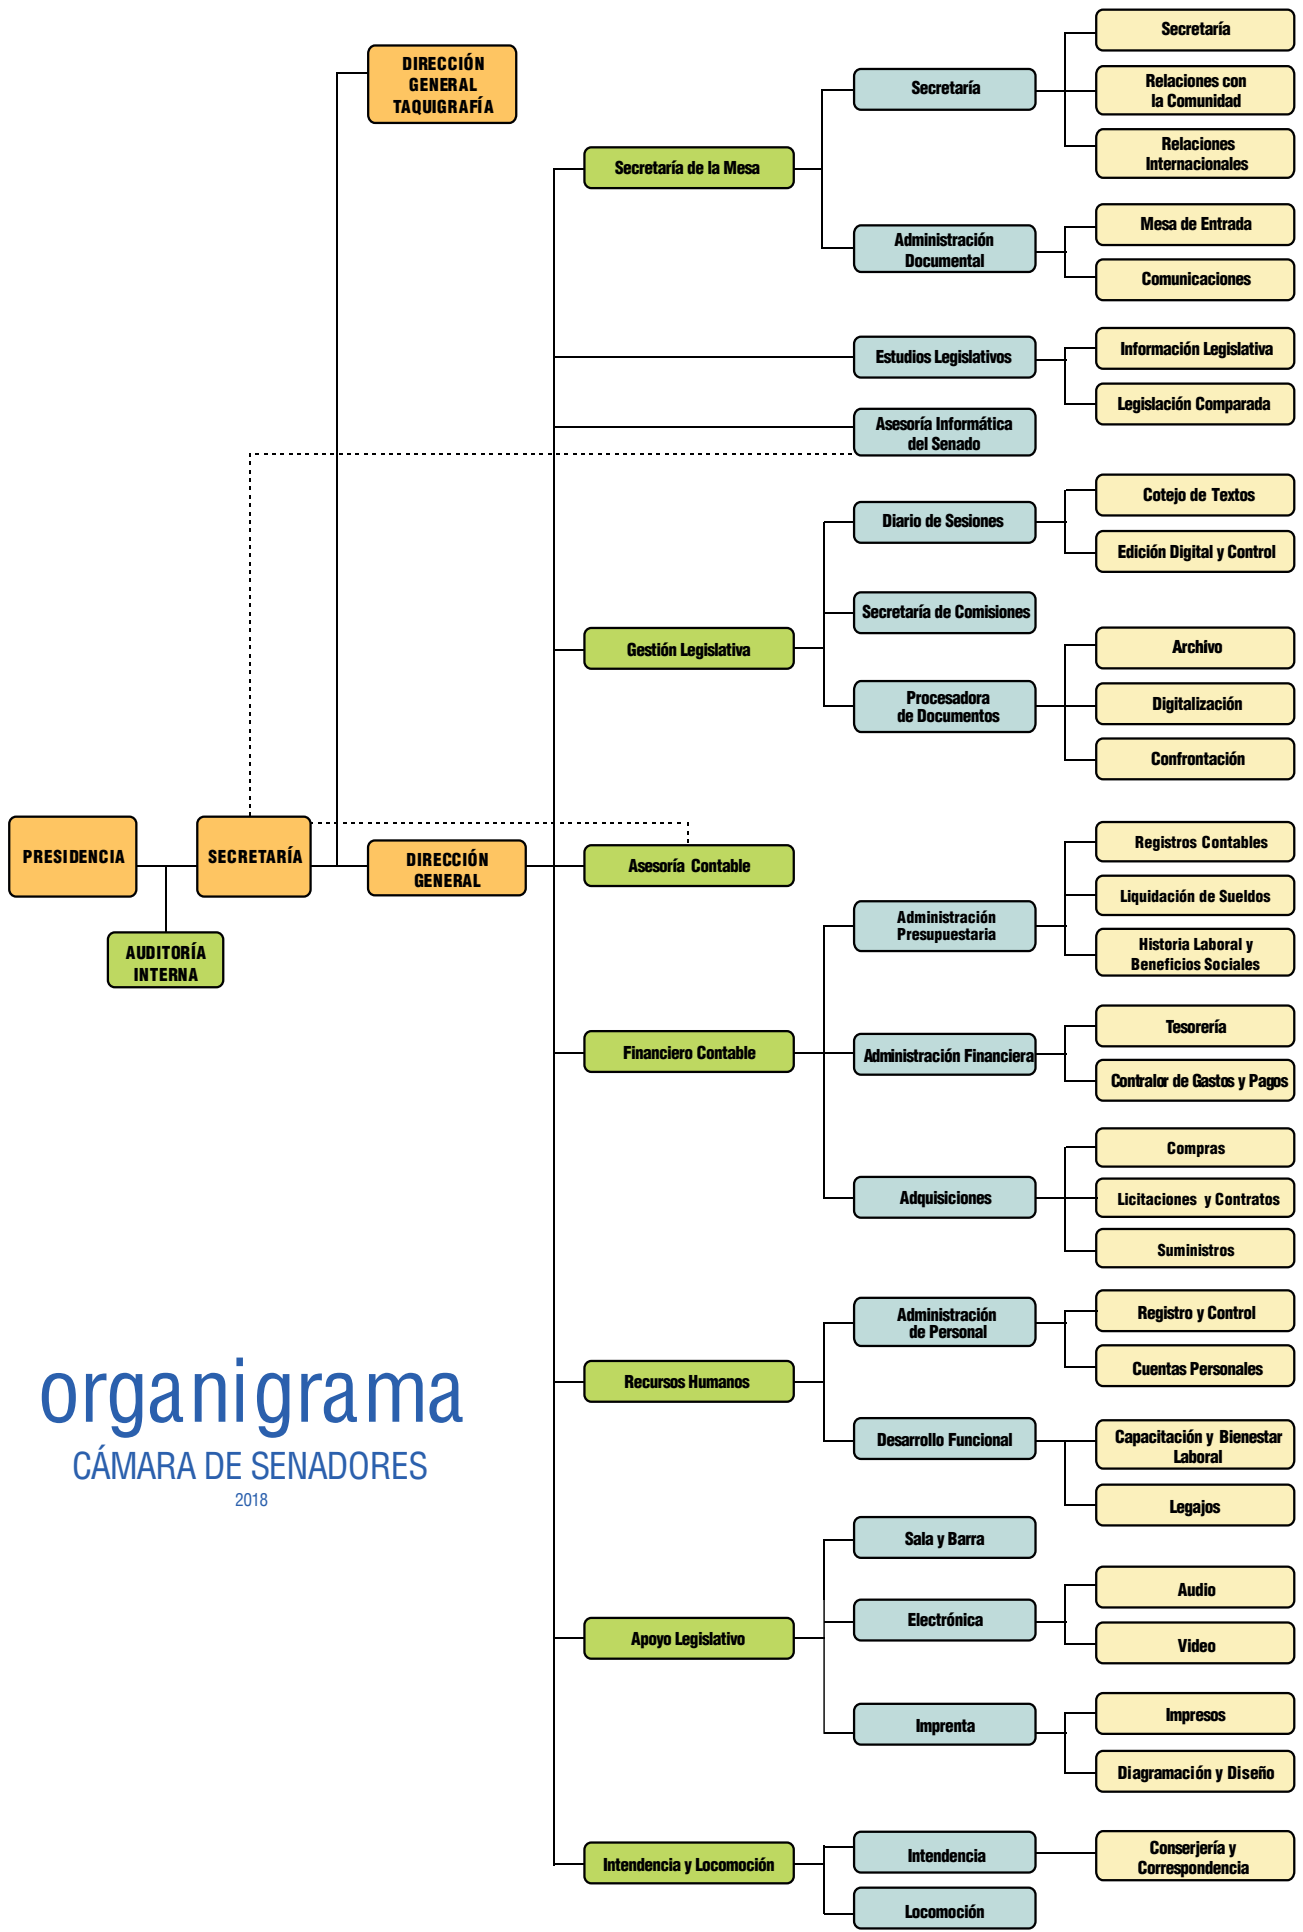 PRESIDENCIA
AUDITORÍA
INTERNA
SECRETARÍA
DIRECCIÓN
GENERAL
TAQUIGRAFÍA
DIRECCIÓN
GENERAL
Secretaría de la Mesa
Secretaría
Secretaría
Relaciones con
la Comunidad
Relaciones
Internacionales
Administración
Documental
Mesa de Entrada
Comunicaciones
Estudios Legislativos
Información Legislativa
Legislación Comparada
Asesoría Informática
del Senado
Gestión Legislativa
Diario de Sesiones
Cotejo de Textos
Edición Digital y Control
Secretaría de Comisiones
Procesadora
de Documentos
Archivo
Digitalización
Confrontación
Asesoría Contable
Financiero Contable
Administración
Presupuestaria
Registros Contables
Liquidación de Sueldos
Historia Laboral y
Beneficios Sociales
Administración Financiera
Tesorería
Contralor de Gastos y Pagos
Adquisiciones
Compras
Licitaciones y Contratos
Suministros
Recursos Humanos
Administración
de Personal
Registro y Control
Cuentas Personales
Desarrollo Funcional
Capacitación y Bienestar
Laboral
Legajos
Apoyo Legislativo
Sala y Barra
Electrónica
Audio
Video
Imprenta
Impresos
Diagramación y Diseño
Intendencia y Locomoción
Intendencia
Conserjería y
Correspondencia
Locomoción
organigrama
CÁMARA DE SENADORES
2018